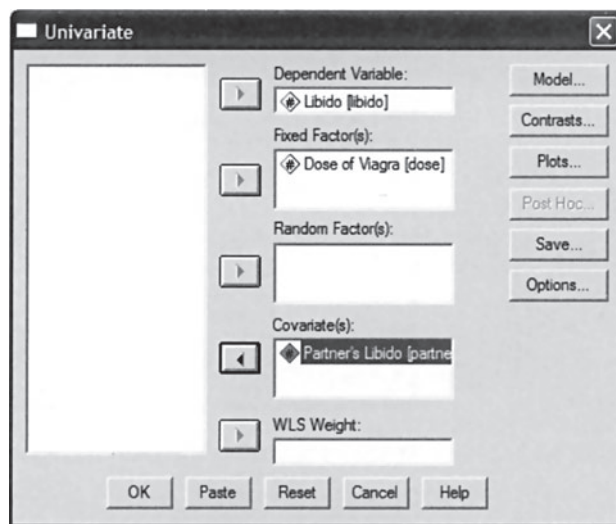 Univariate
Dependent Variable:
# Libido [libido]
Fixed Factor(s):
# Dose of Viagra [dose]
Random Factor(s):
Covariate(s):
# Partner's Libido [partne
WLS Weight:
Model...
Contrasts...
Plots...
Post Hoc...
Save...
Options...
OK Paste Reset Cancel Help